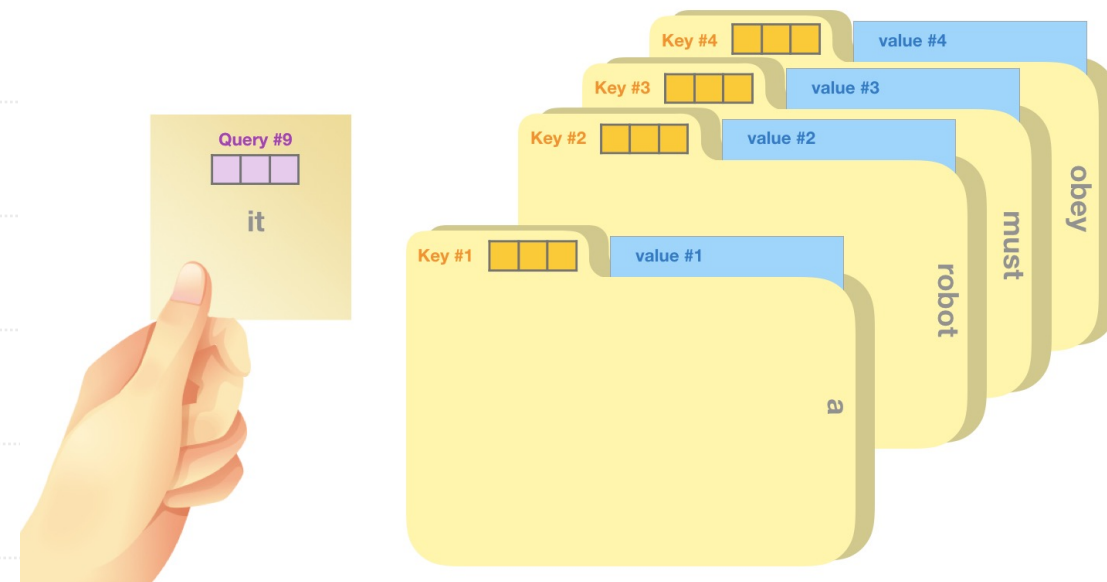 Query #9
it
Key #4
value #4
obey
Key #3
value #3
must
Key #2
value #2
robot
Key #1
value #1
a